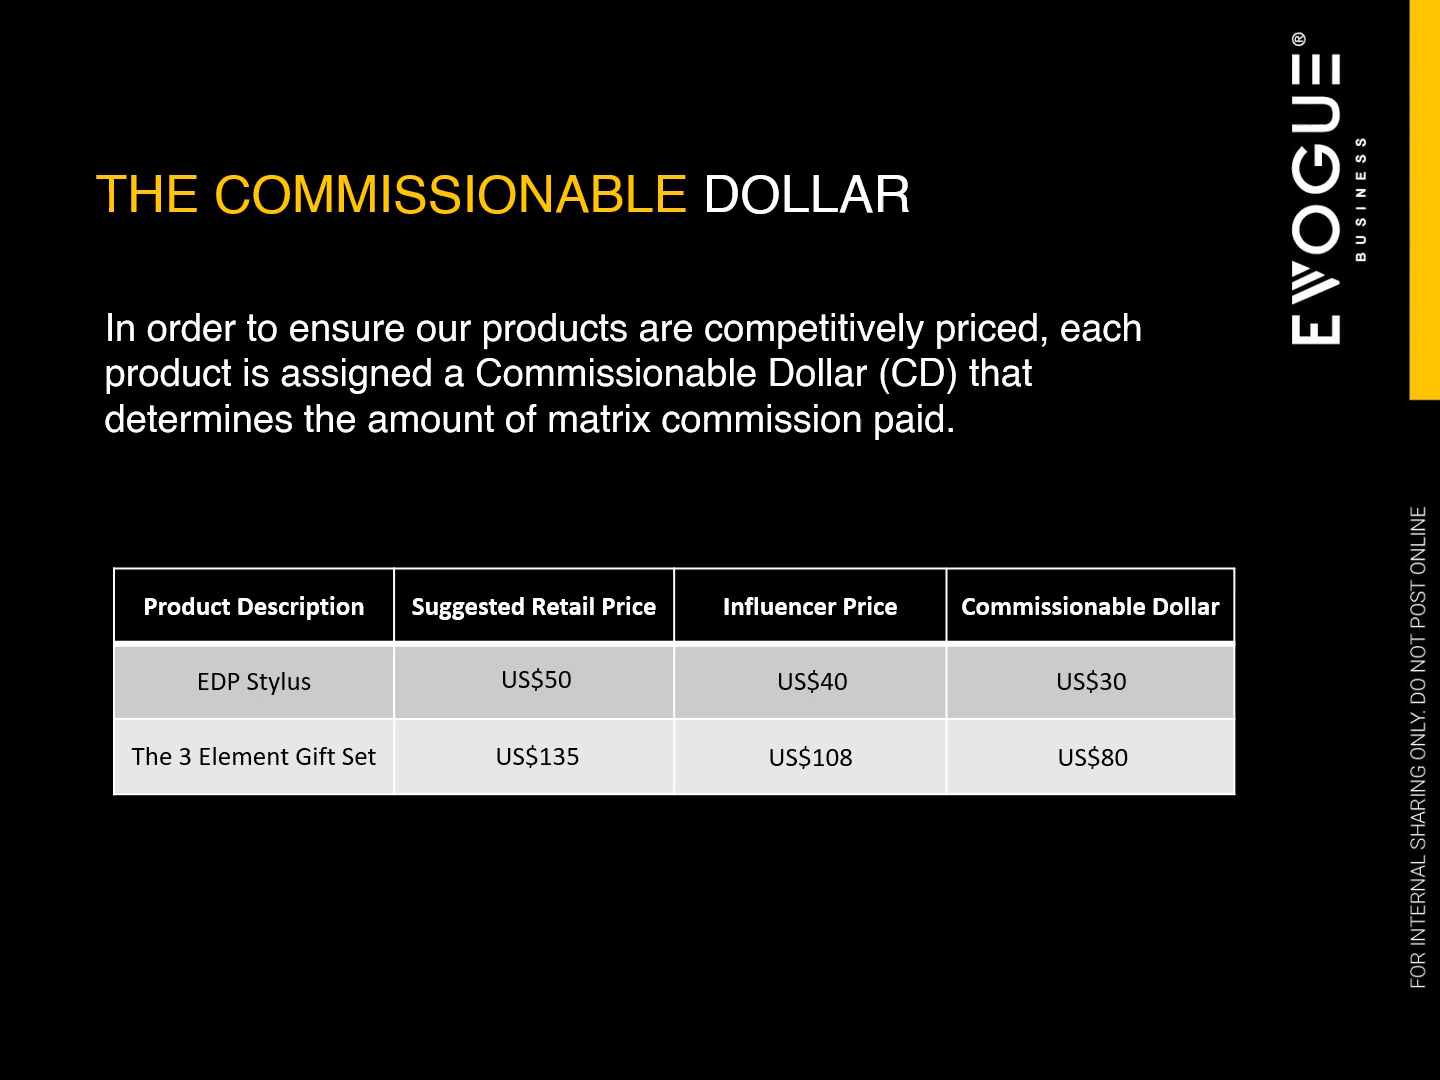 THE COMMISSIONABLE DOLLAR
In order to ensure our products are competitively priced, each
product is assigned a Commissionable Dollar (CD) that
determines the amount of matrix commission paid.
Product Description Suggested Retail Price Influencer Price Commissionable Dollar
EDP Stylus US$50 US$40 US$30
The 3 Element Gift Set US$135 US$108 US$80
EVOGUE®
BUSINESS
FOR INTERNAL SHARING ONLY. DO NOT POST ONLINE